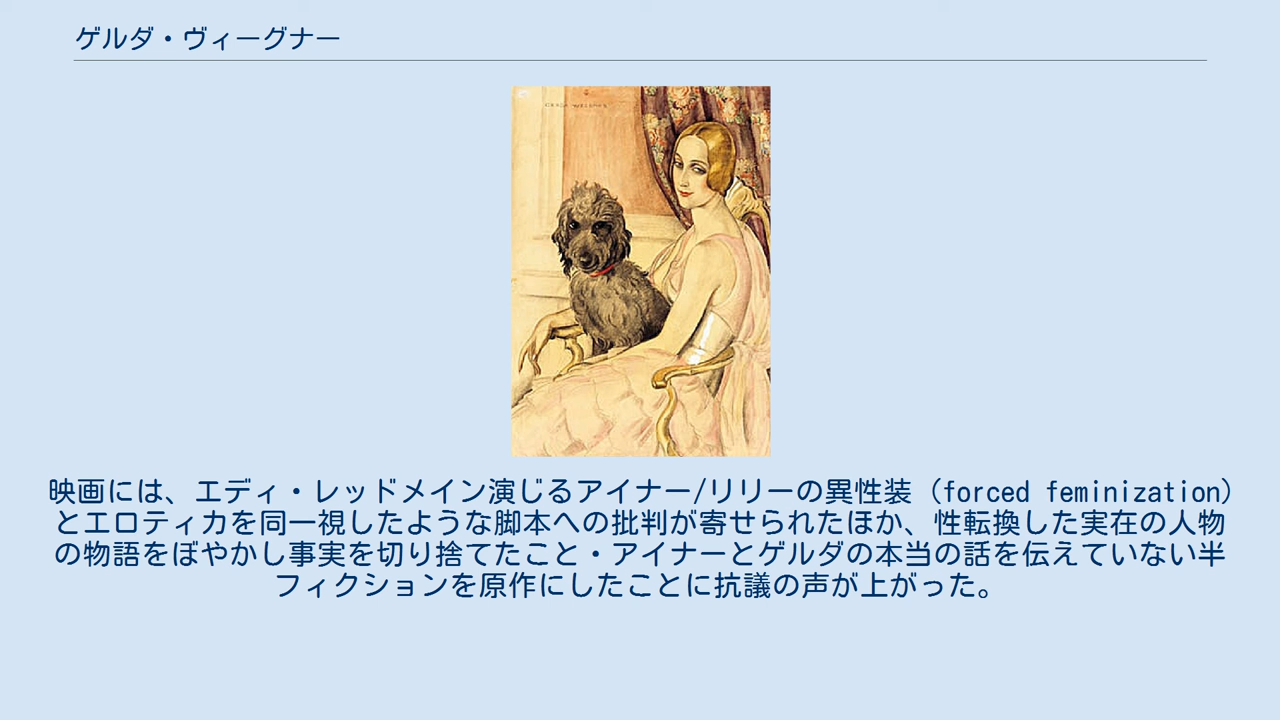 ゲルダ・ヴィーグナー
GERDA WEGENER
映画には、エディ・レッドメイン演じるアイナー/リリーの異性装（forced feminization）
とエロティカを同一視したような脚本への批判が寄せられたほか、性転換した実在の人物
の物語をぼやかし事実を切り捨てたこと・アイナーとゲルダの本当の話を伝えていない半
フィクションを原作にしたことに抗議の声が上がった。